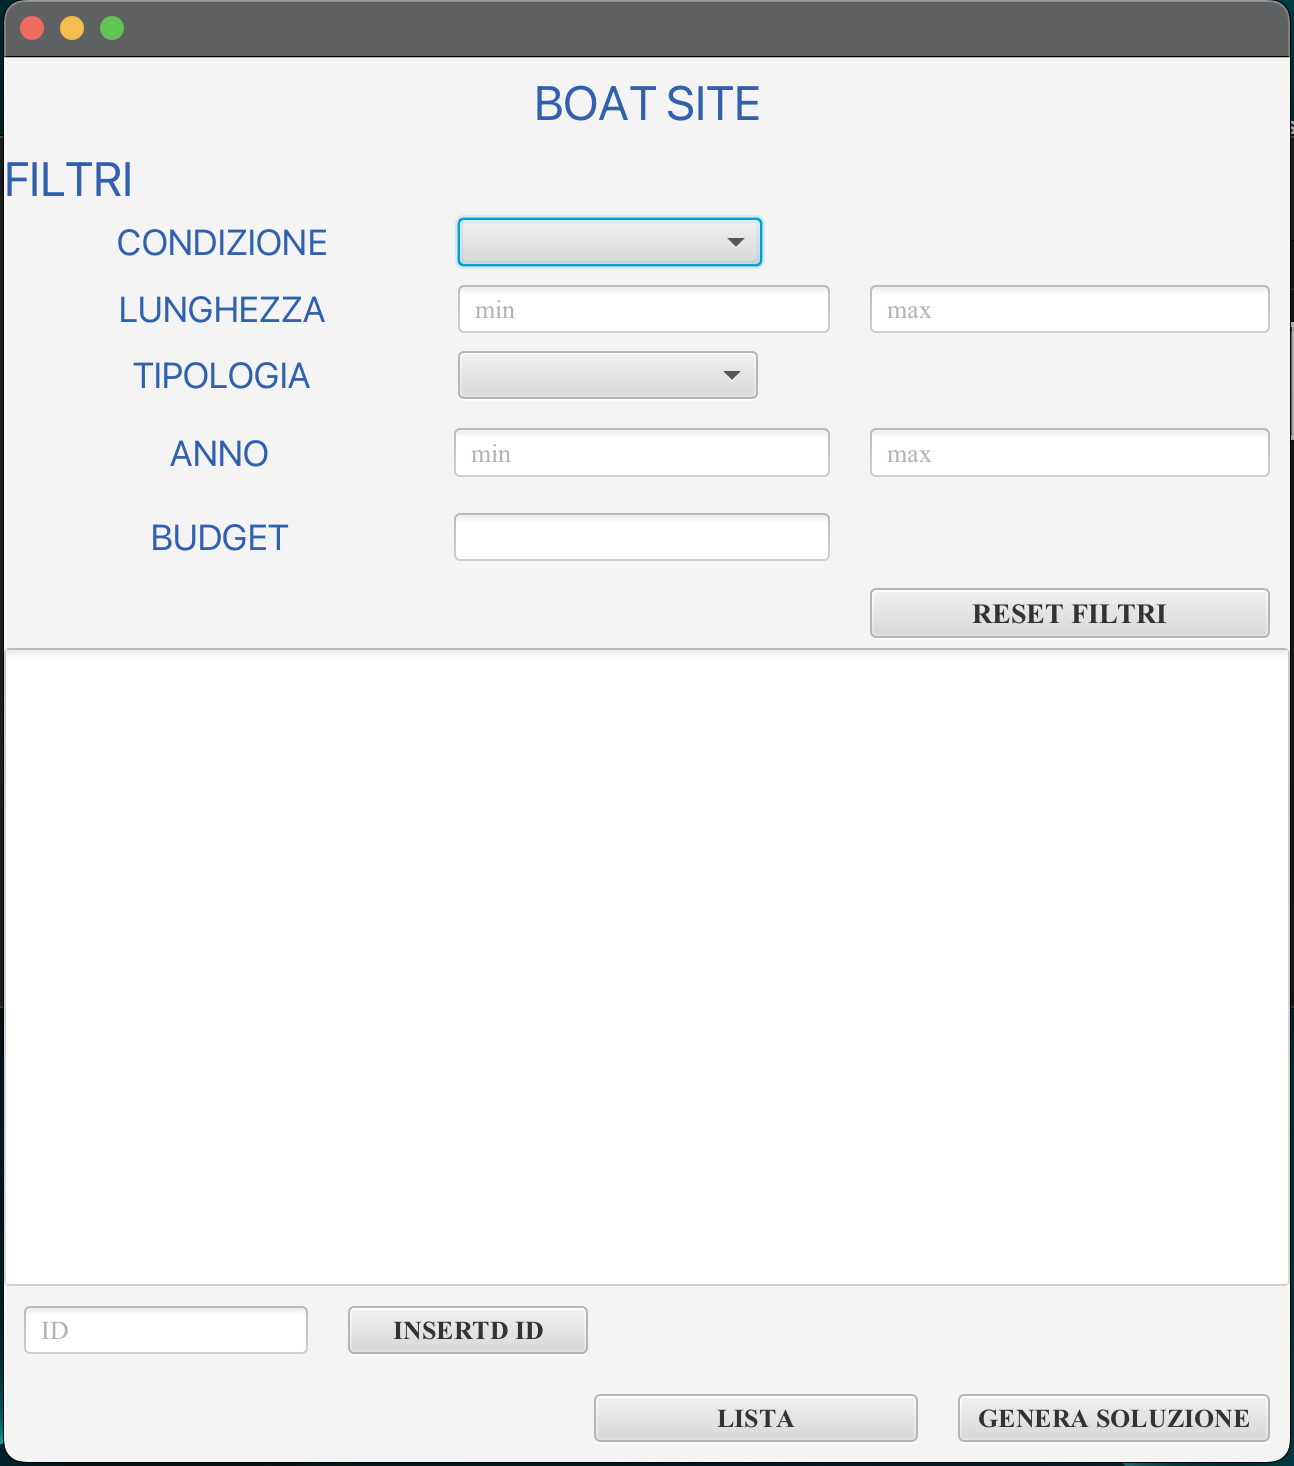 BOAT SITE
FILTRI
CONDIZIONE
LUNGHEZZA min max
TIPOLOGIA
ANNO min max
BUDGET
RESET FILTRI
ID INSERTD ID
LISTA GENERA SOLUZIONE